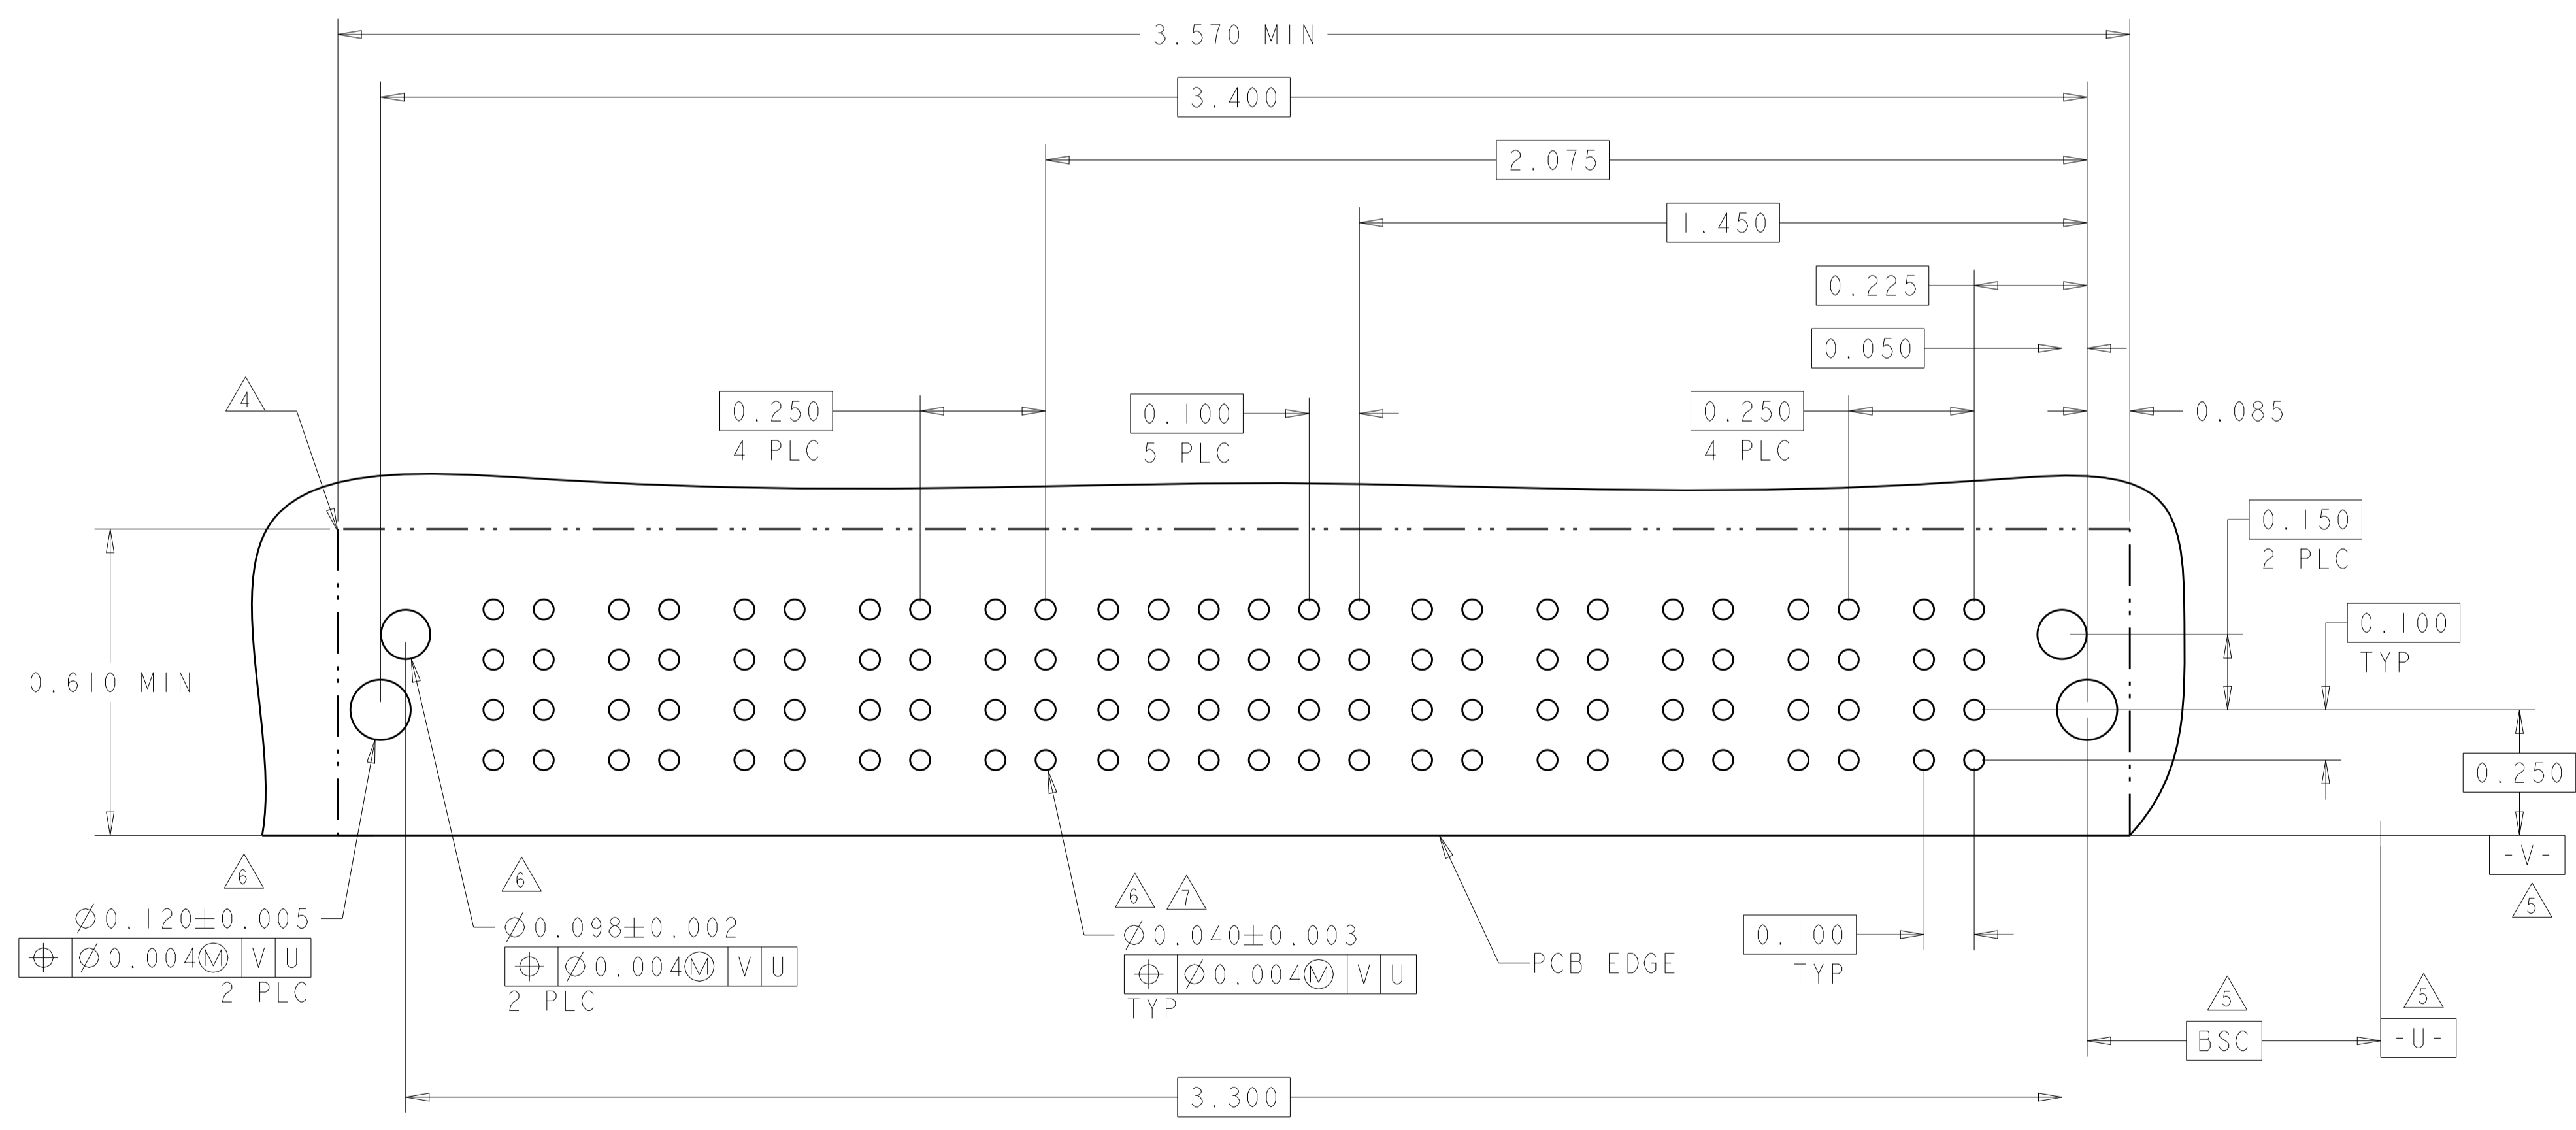 3.570 MIN
3.400
2.075
1.450
0.225
0.050
4
0.250
4 PLC
0.100
5 PLC
0.250
4 PLC
0.085
0.150
2 PLC
0.100
TYP
0.610 MIN
0.250
-V-
5
6
Ø0.120±0.005
⌖ Ø0.004Ⓜ V U
2 PLC
6
Ø0.098±0.002
⌖ Ø0.004Ⓜ V U
2 PLC
6 7
Ø0.040±0.003
⌖ Ø0.004Ⓜ V U
TYP
PCB EDGE
0.100
TYP
5
BSC
5
-U-
3.300